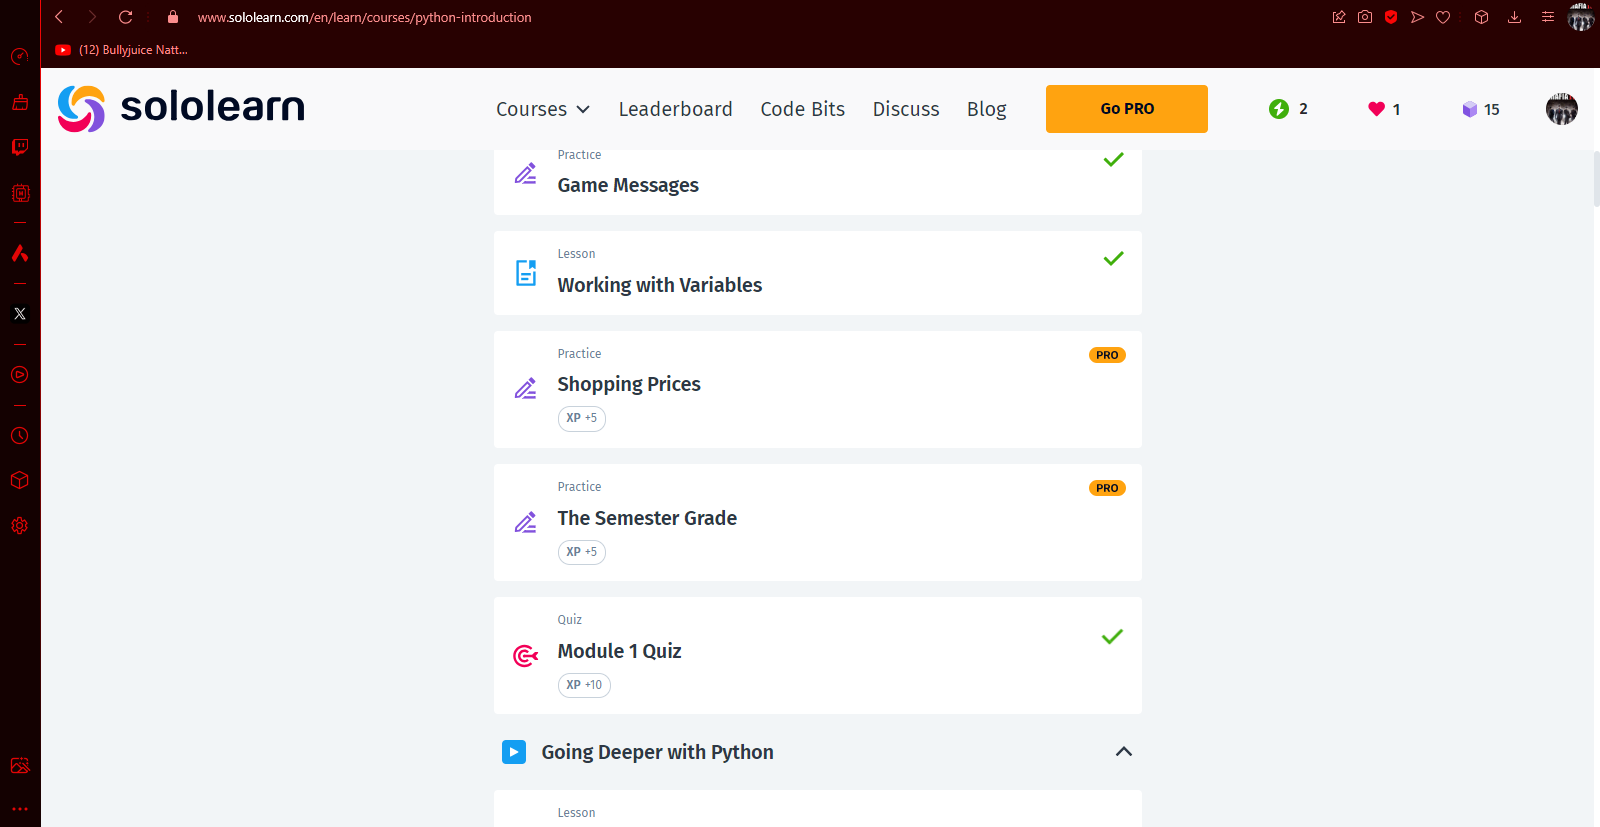 www.sololearn.com/en/learn/courses/python-introduction
(12) Bullyjuice Natt...
sololearn
Courses
Leaderboard
Code Bits
Discuss
Blog
Go PRO
2
1
15
Practice
Game Messages
Lesson
Working with Variables
Practice
PRO
Shopping Prices
XP +5
Practice
PRO
The Semester Grade
XP +5
Quiz
Module 1 Quiz
XP +10
Going Deeper with Python
Lesson